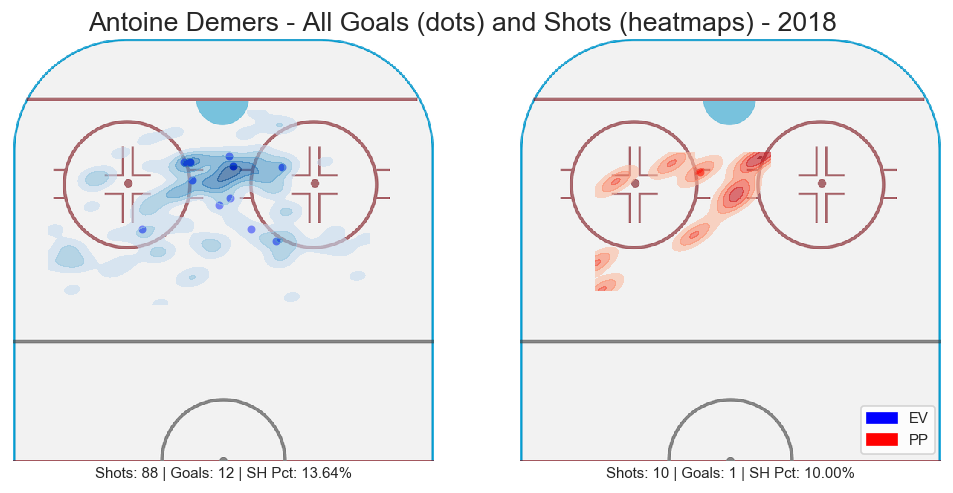 Antoine Demers - All Goals (dots) and Shots (heatmaps) - 2018
EV
PP
Shots: 88 | Goals: 12 | SH Pct: 13.64%
Shots: 10 | Goals: 1 | SH Pct: 10.00%